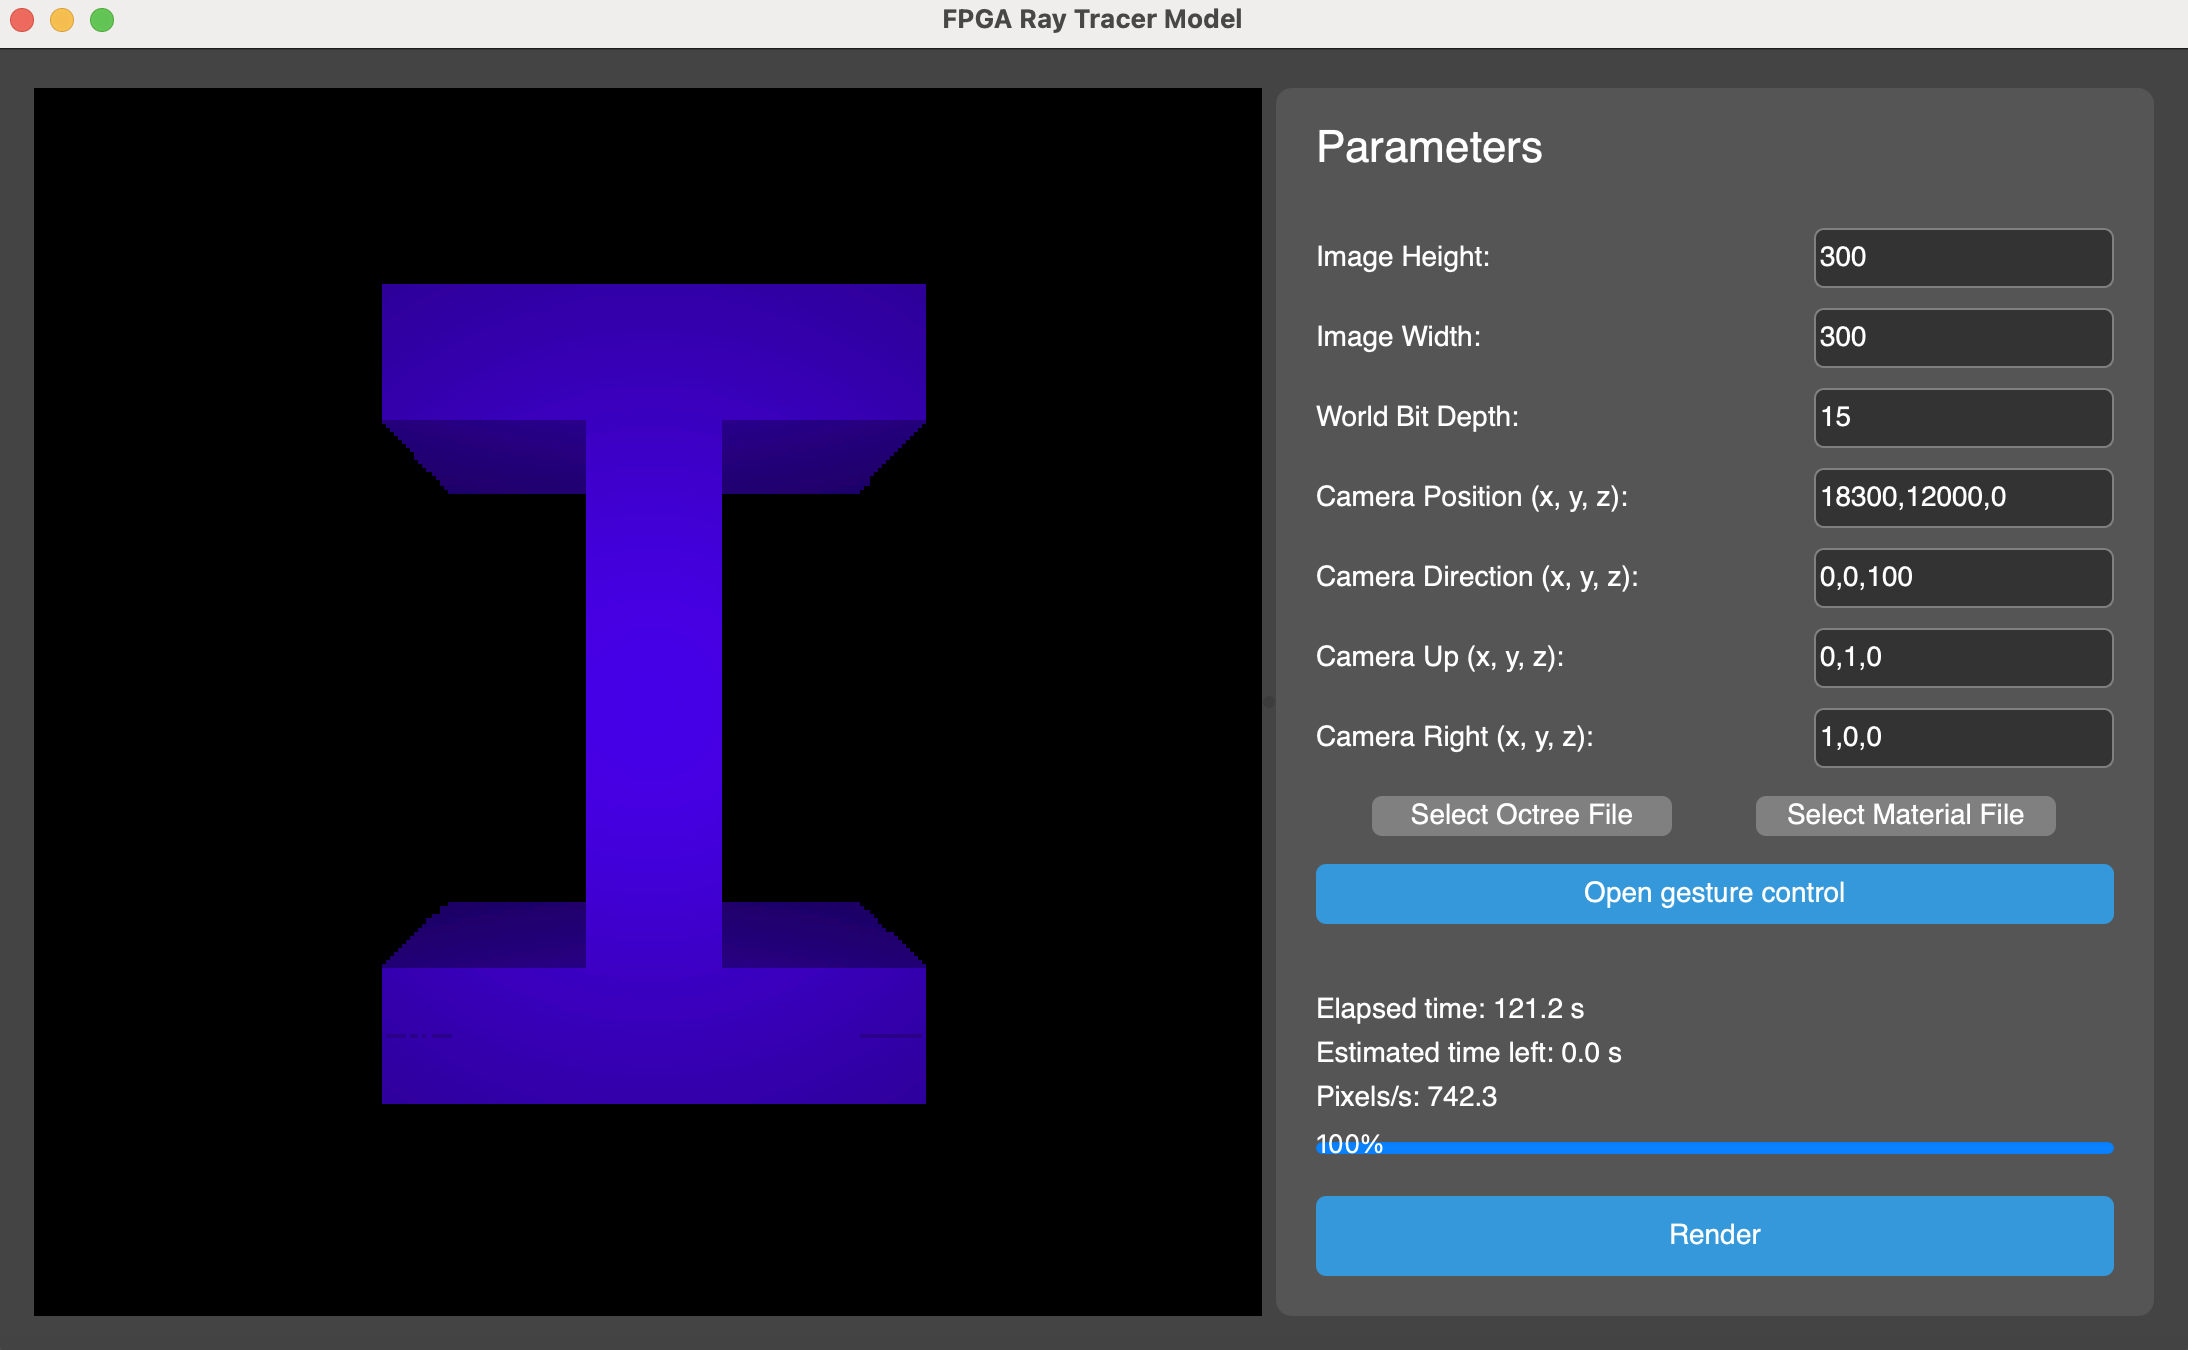 FPGA Ray Tracer Model
Parameters
Image Height: 300
Image Width: 300
World Bit Depth: 15
Camera Position (x, y, z): 18300,12000,0
Camera Direction (x, y, z): 0,0,100
Camera Up (x, y, z): 0,1,0
Camera Right (x, y, z): 1,0,0
Select Octree File Select Material File
Open gesture control
Elapsed time: 121.2 s
Estimated time left: 0.0 s
Pixels/s: 742.3
100%
Render